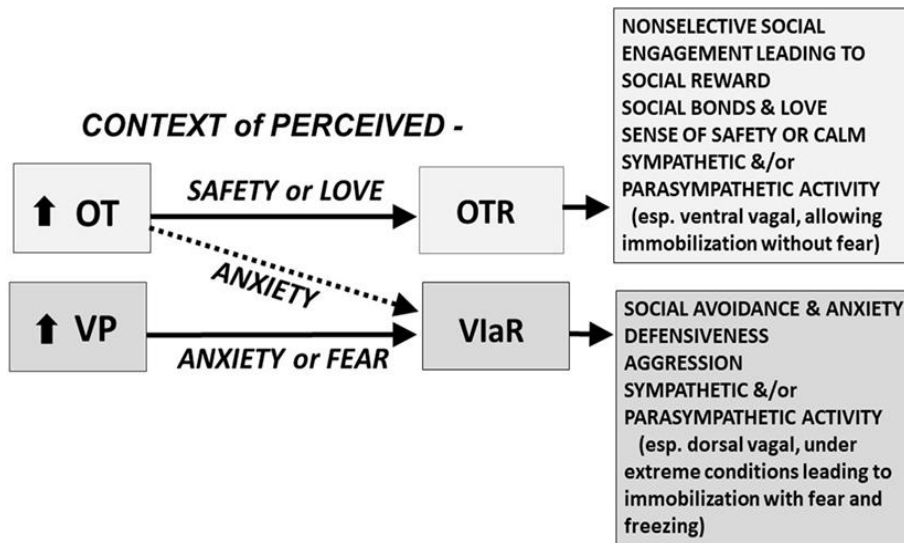 CONTEXT of PERCEIVED -
⬆ OT
SAFETY or LOVE
OTR
NONSELECTIVE SOCIAL
ENGAGEMENT LEADING TO
SOCIAL REWARD
SOCIAL BONDS & LOVE
SENSE OF SAFETY OR CALM
SYMPATHETIC &/or
PARASYMPATHETIC ACTIVITY
(esp. ventral vagal, allowing
immobilization without fear)
ANXIETY
⬆ VP
ANXIETY or FEAR
VIaR
SOCIAL AVOIDANCE & ANXIETY
DEFENSIVENESS
AGGRESSION
SYMPATHETIC &/or
PARASYMPATHETIC ACTIVITY
(esp. dorsal vagal, under
extreme conditions leading to
immobilization with fear and
freezing)